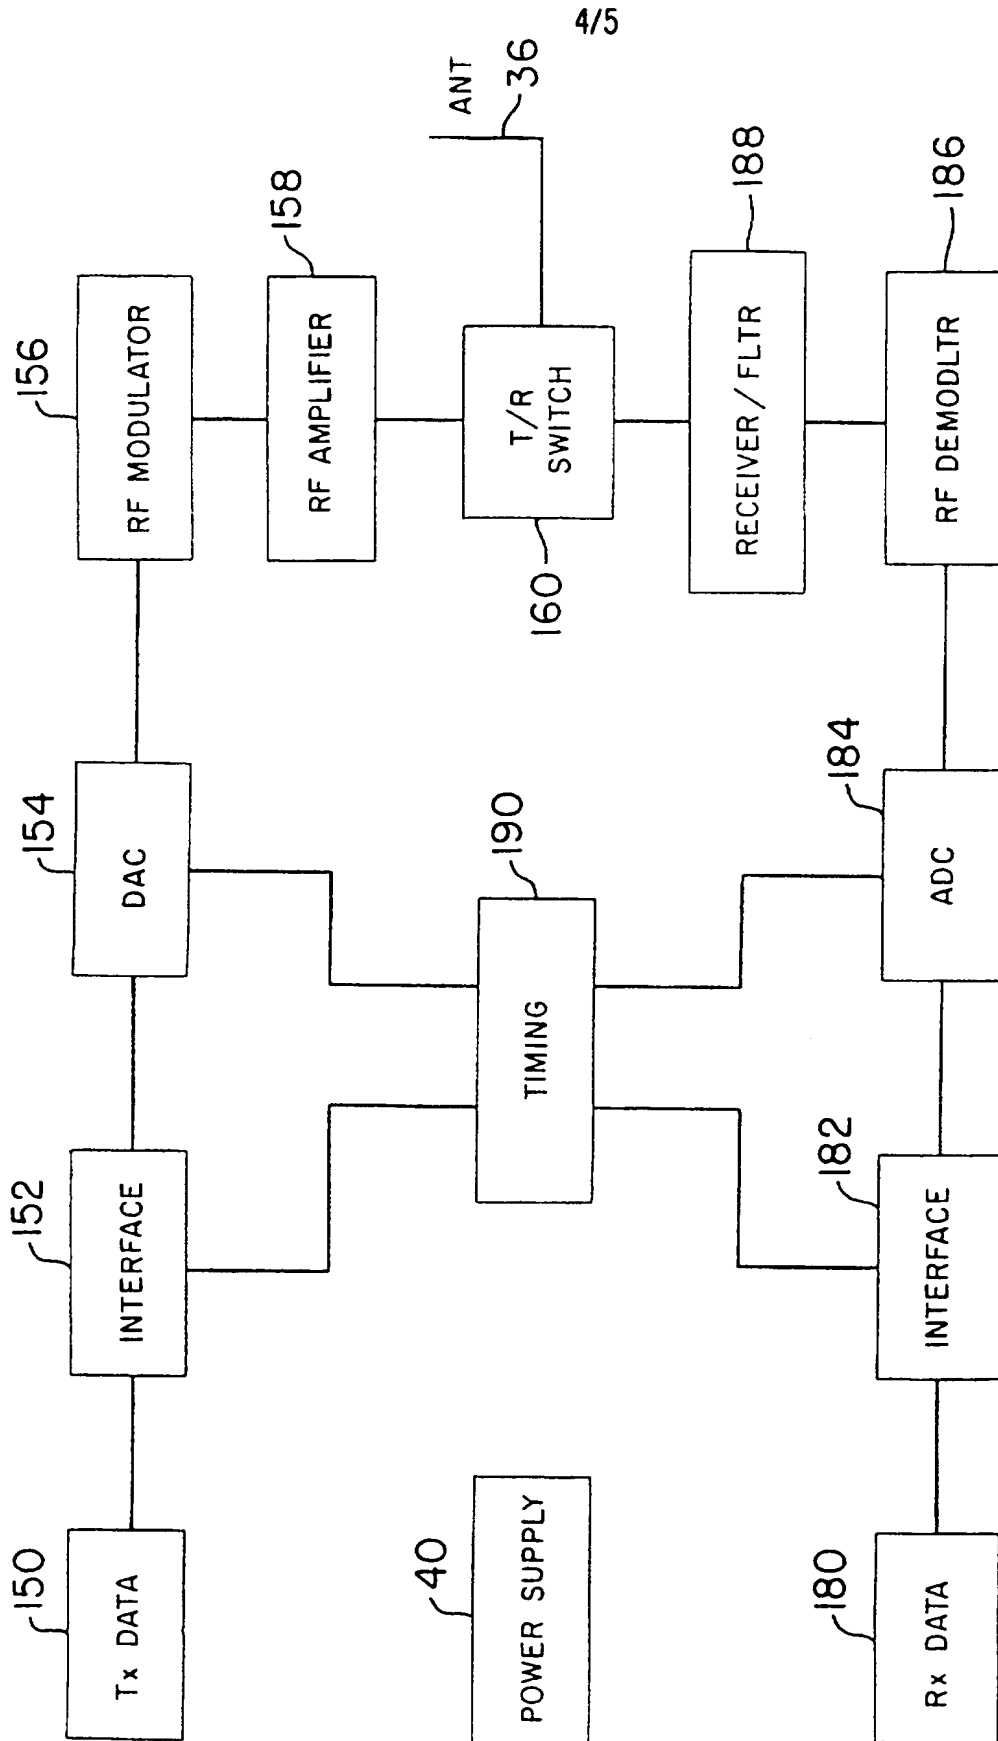 4/5
150
Tx DATA
152
INTERFACE
154
DAC
156
RF MODULATOR
158
RF AMPLIFIER
ANT
36
T/R
SWITCH
160
190
TIMING
40
POWER SUPPLY
188
RECEIVER/FLTR
180
Rx DATA
182
INTERFACE
184
ADC
186
RF DEMODLTR